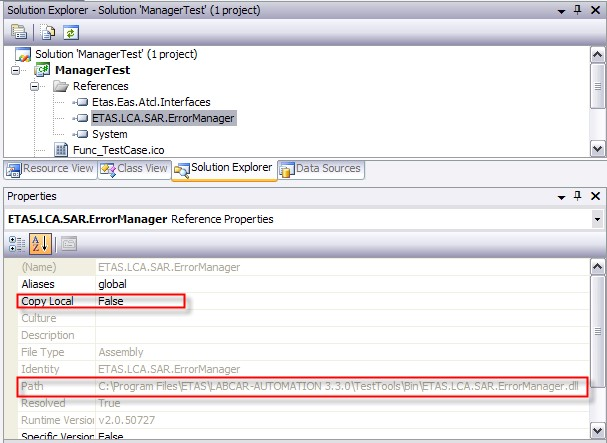 Solution Explorer - Solution 'ManagerTest' (1 project)
Solution 'ManagerTest' (1 project)
ManagerTest
References
Etas.Eas.Atcl.Interfaces
ETAS.LCA.SAR.ErrorManager
System
Func_TestCase.ico
Resource View Class View Solution Explorer Data Sources
Properties
ETAS.LCA.SAR.ErrorManager Reference Properties
(Name) ETAS.LCA.SAR.ErrorManager
Aliases global
Copy Local False
Culture
Description
File Type Assembly
Identity ETAS.LCA.SAR.ErrorManager
Path C:\Program Files\ETAS\LABCAR-AUTOMATION 3.3.0\TestTools\Bin\ETAS.LCA.SAR.ErrorManager.dll
Resolved True
Runtime Version v2.0.50727
Specific Version False